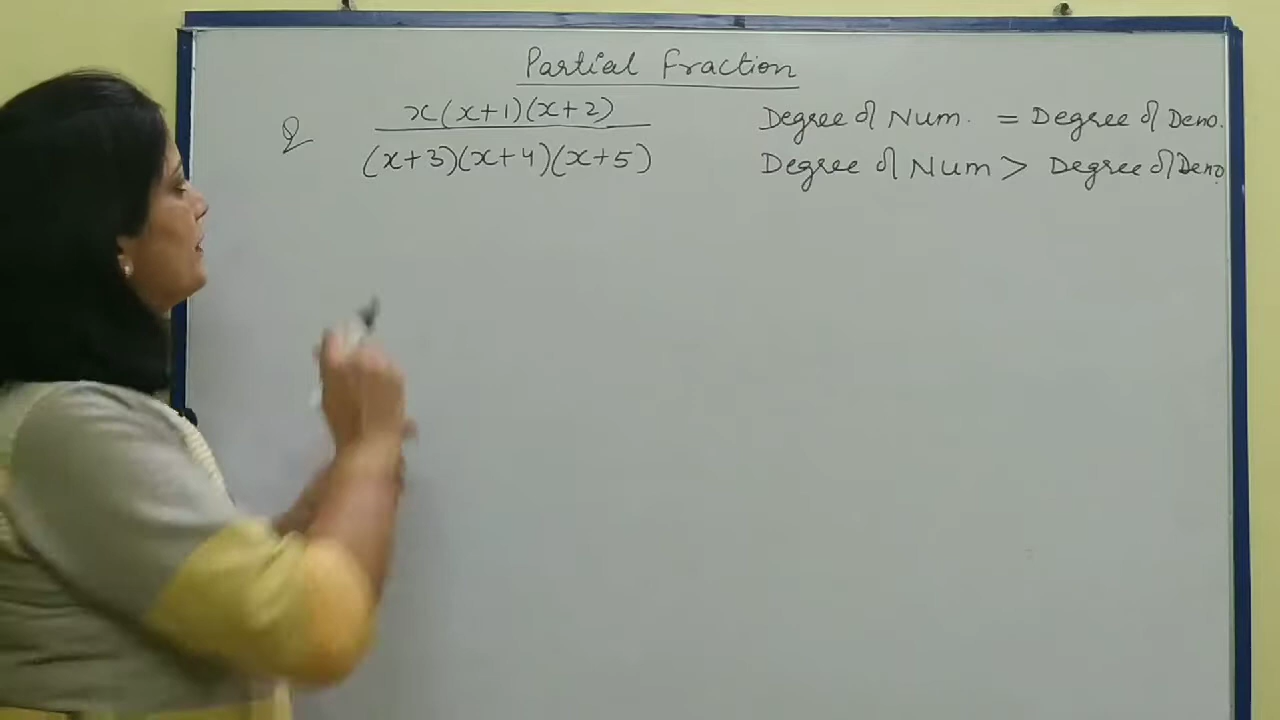 Partial Fraction
Q x(x+1)(x+2)
(x+3)(x+4)(x+5)
Degree of Num. = Degree of Deno.
Degree of Num > Degree of Deno.